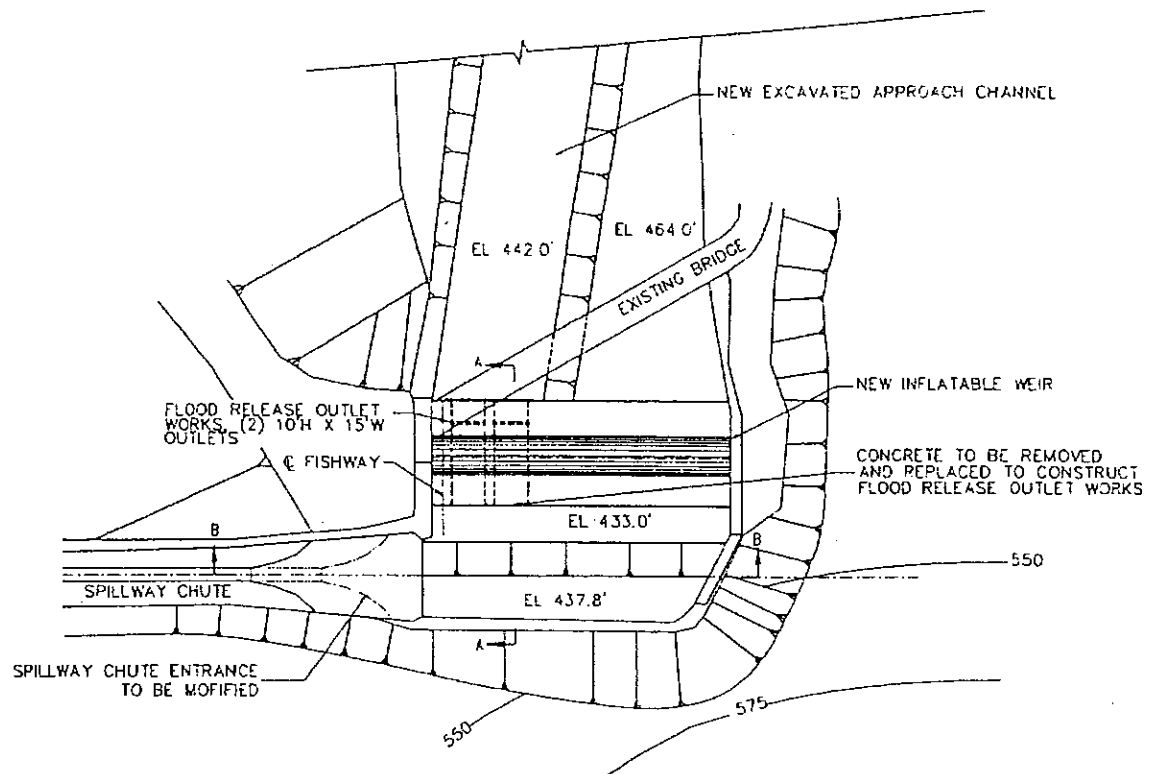 NEW EXCAVATED APPROACH CHANNEL
EL 442.0'
EL 464.0'
EXISTING BRIDGE
A
NEW INFLATABLE WEIR
FLOOD RELEASE OUTLET
WORKS, (2) 10'H X 15'W
OUTLETS
℄ FISHWAY
CONCRETE TO BE REMOVED
AND REPLACED TO CONSTRUCT
FLOOD RELEASE OUTLET WORKS
EL 433.0'
B
B
550
SPILLWAY CHUTE
EL 437.8'
A
SPILLWAY CHUTE ENTRANCE
TO BE MOFIFIED
550
575